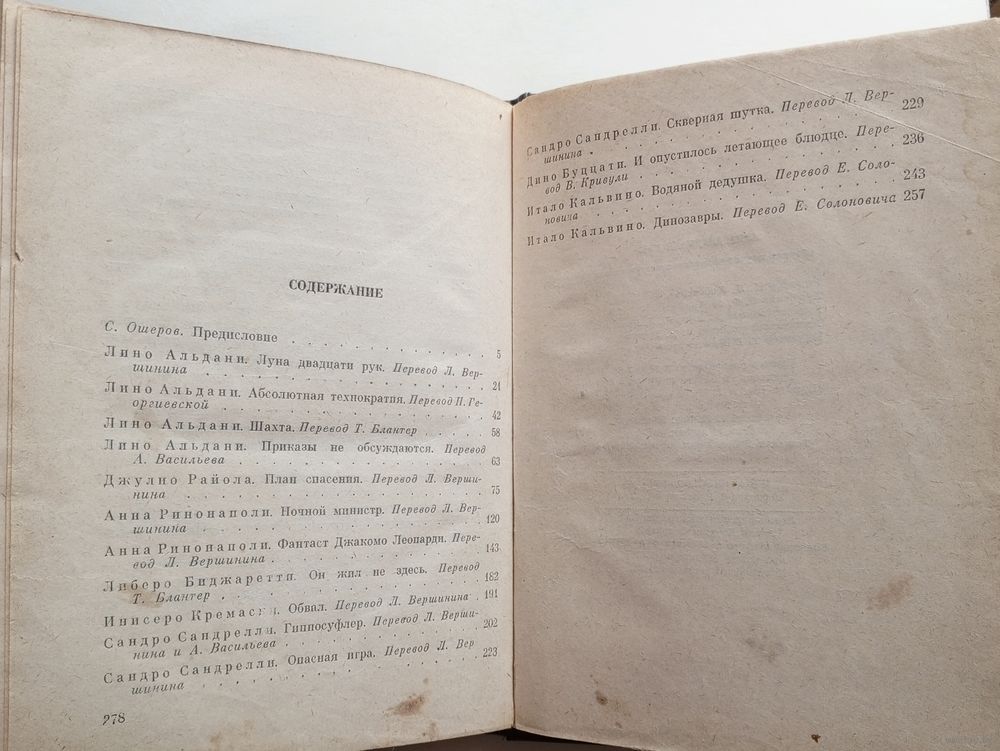 СОДЕРЖАНИЕ
С. Ошеров. Предисловие . . . . . . . . . . 5
Лино Альдани. Луна двадцати рук. Перевод Л. Вер-
шинина . . . . . . . . . . 21
Лино Альдани. Абсолютная технократия. Перевод Н. Ге-
оргиевской . . . . . . . . . . 42
Лино Альдани. Шахта. Перевод Т. Блантер . . . . 58
Лино Альдани. Приказы не обсуждаются. Перевод
А. Васильева . . . . . . . . . . 63
Джулио Райола. План спасения. Перевод Л. Верши-
нина . . . . . . . . . . 75
Анна Ринонаполи. Ночной министр. Перевод Л. Вер-
шинина . . . . . . . . . . 120
Анна Ринонаполи. Фантаст Джакомо Леопарди. Пере-
вод Л. Вершинина . . . . . . . . . . 143
Либеро Биджаретти. Он жил не здесь. Перевод
Т. Блантер . . . . . . . . . . 182
Инисеро Кремаски. Обвал. Перевод Л. Вершинина . 191
Сандро Сандрелли. Гиппосуфлер. Перевод Л. Верши-
нина и А. Васильева . . . . . . . . . . 202
Сандро Сандрелли. Опасная игра. Перевод Л. Вер
шинина . . . . . . . . . . 223
278
Сандро Сандрелли. Скверная шутка. Перевод Л. Вер-
шинина . . . . . . . . . . 229
Дино Буццати. И опустилось летающее блюдце. Пере-
вод В. Кривули . . . . . . . . . . 236
Итало Кальвино. Водяной дедушка. Перевод Е. Соло-
новича . . . . . . . . . . 243
Итало Кальвино. Динозавры. Перевод Е. Солоновича 257